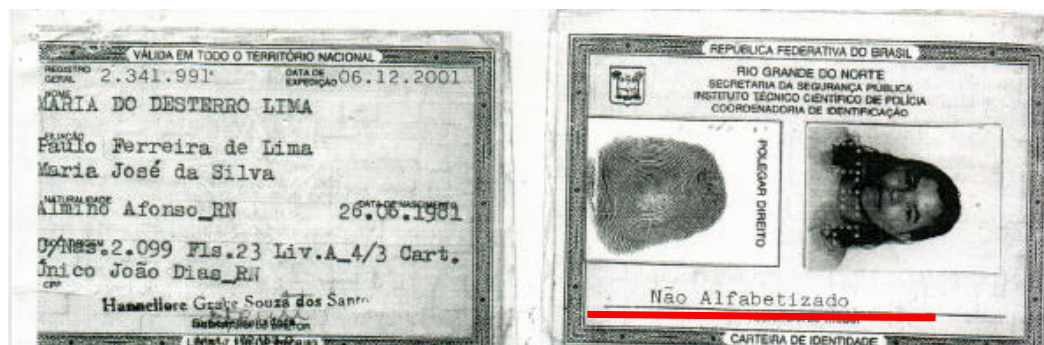 VÁLIDA EM TODO O TERRITÓRIO NACIONAL
REGISTRO GERAL 2.341.991 DATA DE EXPEDIÇÃO 06.12.2001
NOME
MARIA DO DESTERRO LIMA
FILIAÇÃO
Paulo Ferreira de Lima
Maria José da Silva
NATURALIDADE DATA DE NASCIMENTO
Almino Afonso_RN 26.06.1981
C/Nas.2.099 Fls.23 Liv.A_4/3 Cart.
Único João Dias_RN
CPF
Souza dos
REPÚBLICA FEDERATIVA DO BRASIL
RIO GRANDE DO NORTE
SECRETARIA DA SEGURANÇA PÚBLICA
INSTITUTO TÉCNICO CIENTÍFICO DE POLÍCIA
COORDENADORIA DE IDENTIFICAÇÃO
POLEGAR DIREITO
Não Alfabetizado
CARTEIRA DE IDENTIDADE